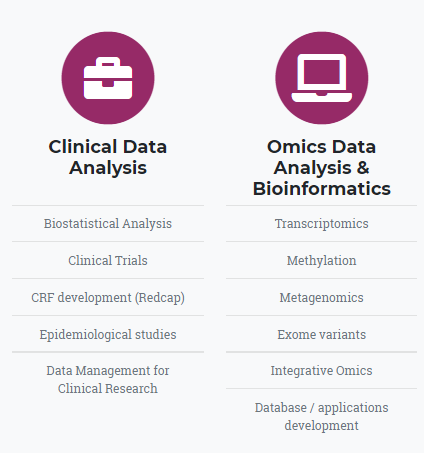 Clinical Data
Analysis
Biostatistical Analysis
Clinical Trials
CRF development (Redcap)
Epidemiological studies
Data Management for
Clinical Research
Omics Data
Analysis &
Bioinformatics
Transcriptomics
Methylation
Metagenomics
Exome variants
Integrative Omics
Database / applications
development